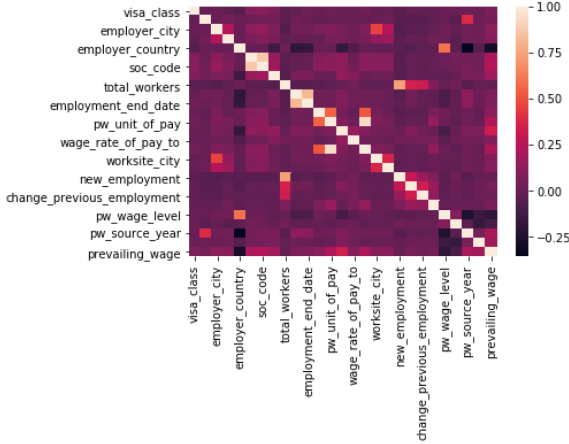 visa_class
employer_city
employer_country
soc_code
total_workers
employment_end_date
pw_unit_of_pay
wage_rate_of_pay_to
worksite_city
new_employment
change_previous_employment
pw_wage_level
pw_source_year
prevailing_wage
visa_class
employer_city
employer_country
soc_code
total_workers
employment_end_date
pw_unit_of_pay
wage_rate_of_pay_to
worksite_city
new_employment
change_previous_employment
pw_wage_level
pw_source_year
prevailing_wage
1.00
0.75
0.50
0.25
0.00
−0.25